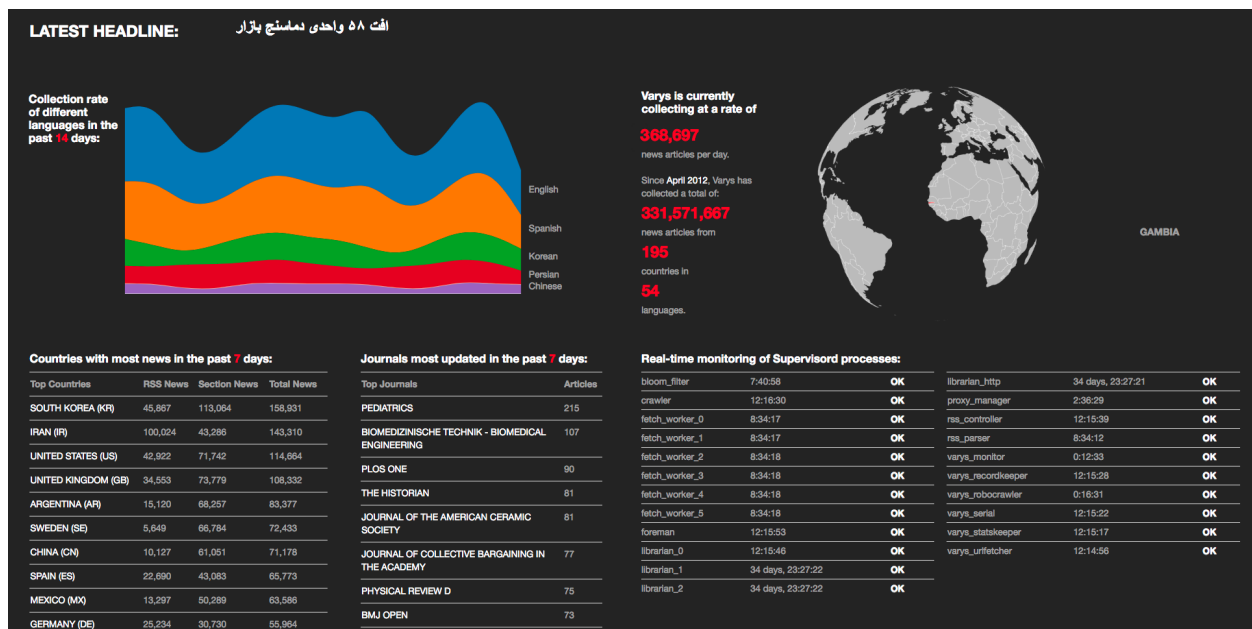 LATEST HEADLINE:
افت ۵۸ واحدی دماسنج بازار
Collection rate
of different
languages in the
past 14 days:
English
Spanish
Korean
Persian
Chinese
Varys is currently
collecting at a rate of
368,697
news articles per day.
Since April 2012, Varys has
collected a total of:
331,571,667
news articles from
195
countries in
54
languages.
GAMBIA
Countries with most news in the past 7 days:
Top Countries RSS News Section News Total News
SOUTH KOREA (KR) 45,867 113,064 158,931
IRAN (IR) 100,024 43,286 143,310
UNITED STATES (US) 42,922 71,742 114,664
UNITED KINGDOM (GB) 34,553 73,779 108,332
ARGENTINA (AR) 15,120 68,257 83,377
SWEDEN (SE) 5,649 66,784 72,433
CHINA (CN) 10,127 61,051 71,178
SPAIN (ES) 22,690 43,083 65,773
MEXICO (MX) 13,297 50,289 63,586
GERMANY (DE) 25,234 30,730 55,964
Journals most updated in the past 7 days:
Top Journals Articles
PEDIATRICS 215
BIOMEDIZINISCHE TECHNIK - BIOMEDICAL 107
ENGINEERING
PLOS ONE 90
THE HISTORIAN 81
JOURNAL OF THE AMERICAN CERAMIC 81
SOCIETY
JOURNAL OF COLLECTIVE BARGAINING IN 77
THE ACADEMY
PHYSICAL REVIEW D 75
BMJ OPEN 73
Real-time monitoring of Supervisord processes:
bloom_filter 7:40:58 OK
crawler 12:16:30 OK
fetch_worker_0 8:34:17 OK
fetch_worker_1 8:34:17 OK
fetch_worker_2 8:34:18 OK
fetch_worker_3 8:34:18 OK
fetch_worker_4 8:34:18 OK
fetch_worker_5 8:34:18 OK
foreman 12:15:53 OK
librarian_0 12:15:46 OK
librarian_1 34 days, 23:27:22 OK
librarian_2 34 days, 23:27:22 OK
librarian_http 34 days, 23:27:21 OK
proxy_manager 2:36:29 OK
rss_controller 12:15:39 OK
rss_parser 8:34:12 OK
varys_monitor 0:12:33 OK
varys_recordkeeper 12:15:28 OK
varys_robocrawler 0:16:31 OK
varys_serial 12:15:22 OK
varys_statskeeper 12:15:17 OK
varys_urlfetcher 12:14:56 OK